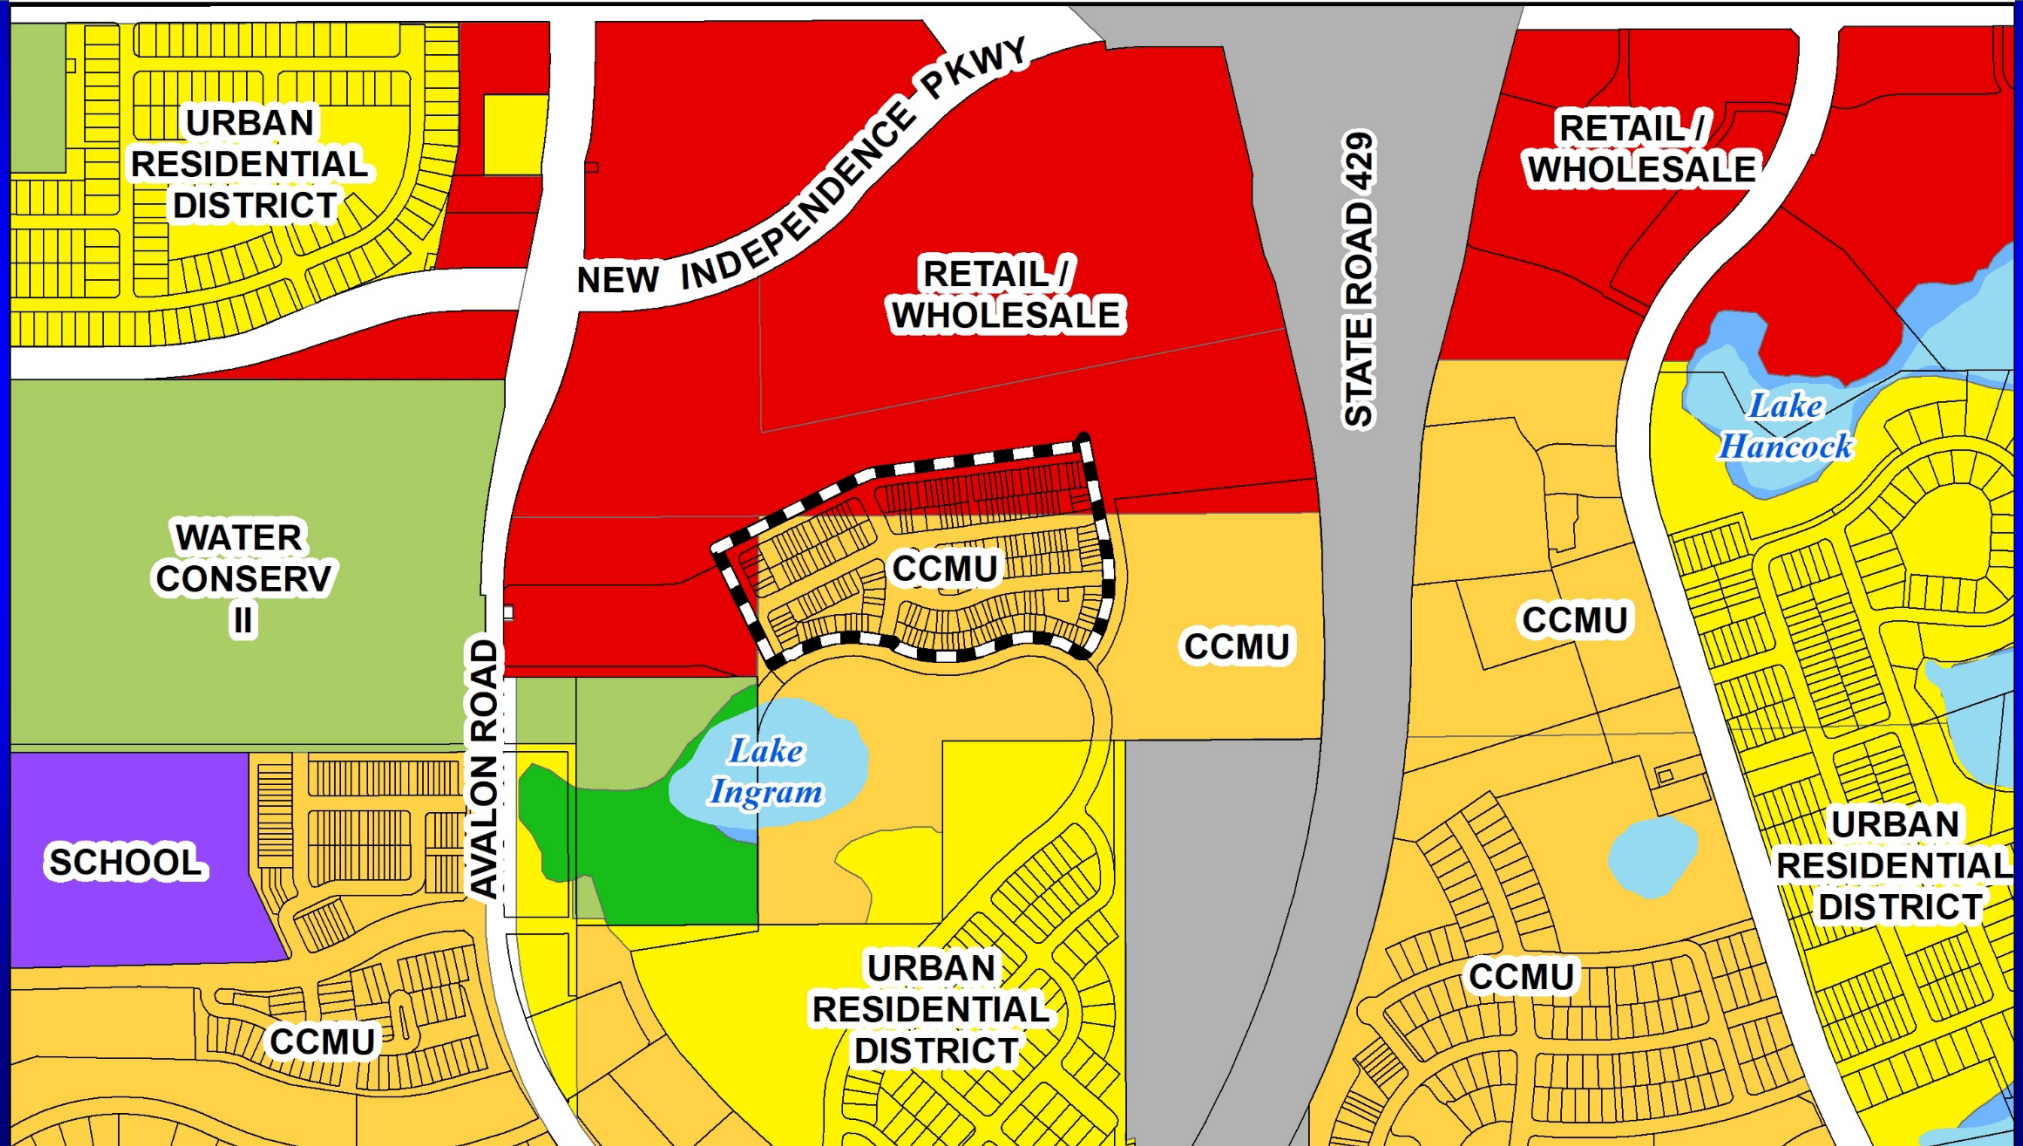 URBAN
RESIDENTIAL
DISTRICT
NEW INDEPENDENCE PKWY
RETAIL /
WHOLESALE
STATE ROAD 429
RETAIL /
WHOLESALE
Lake
Hancock
WATER
CONSERV
II
CCMU
CCMU
CCMU
AVALON ROAD
Lake
Ingram
SCHOOL
URBAN
RESIDENTIAL
DISTRICT
CCMU
URBAN
RESIDENTIAL
DISTRICT
CCMU